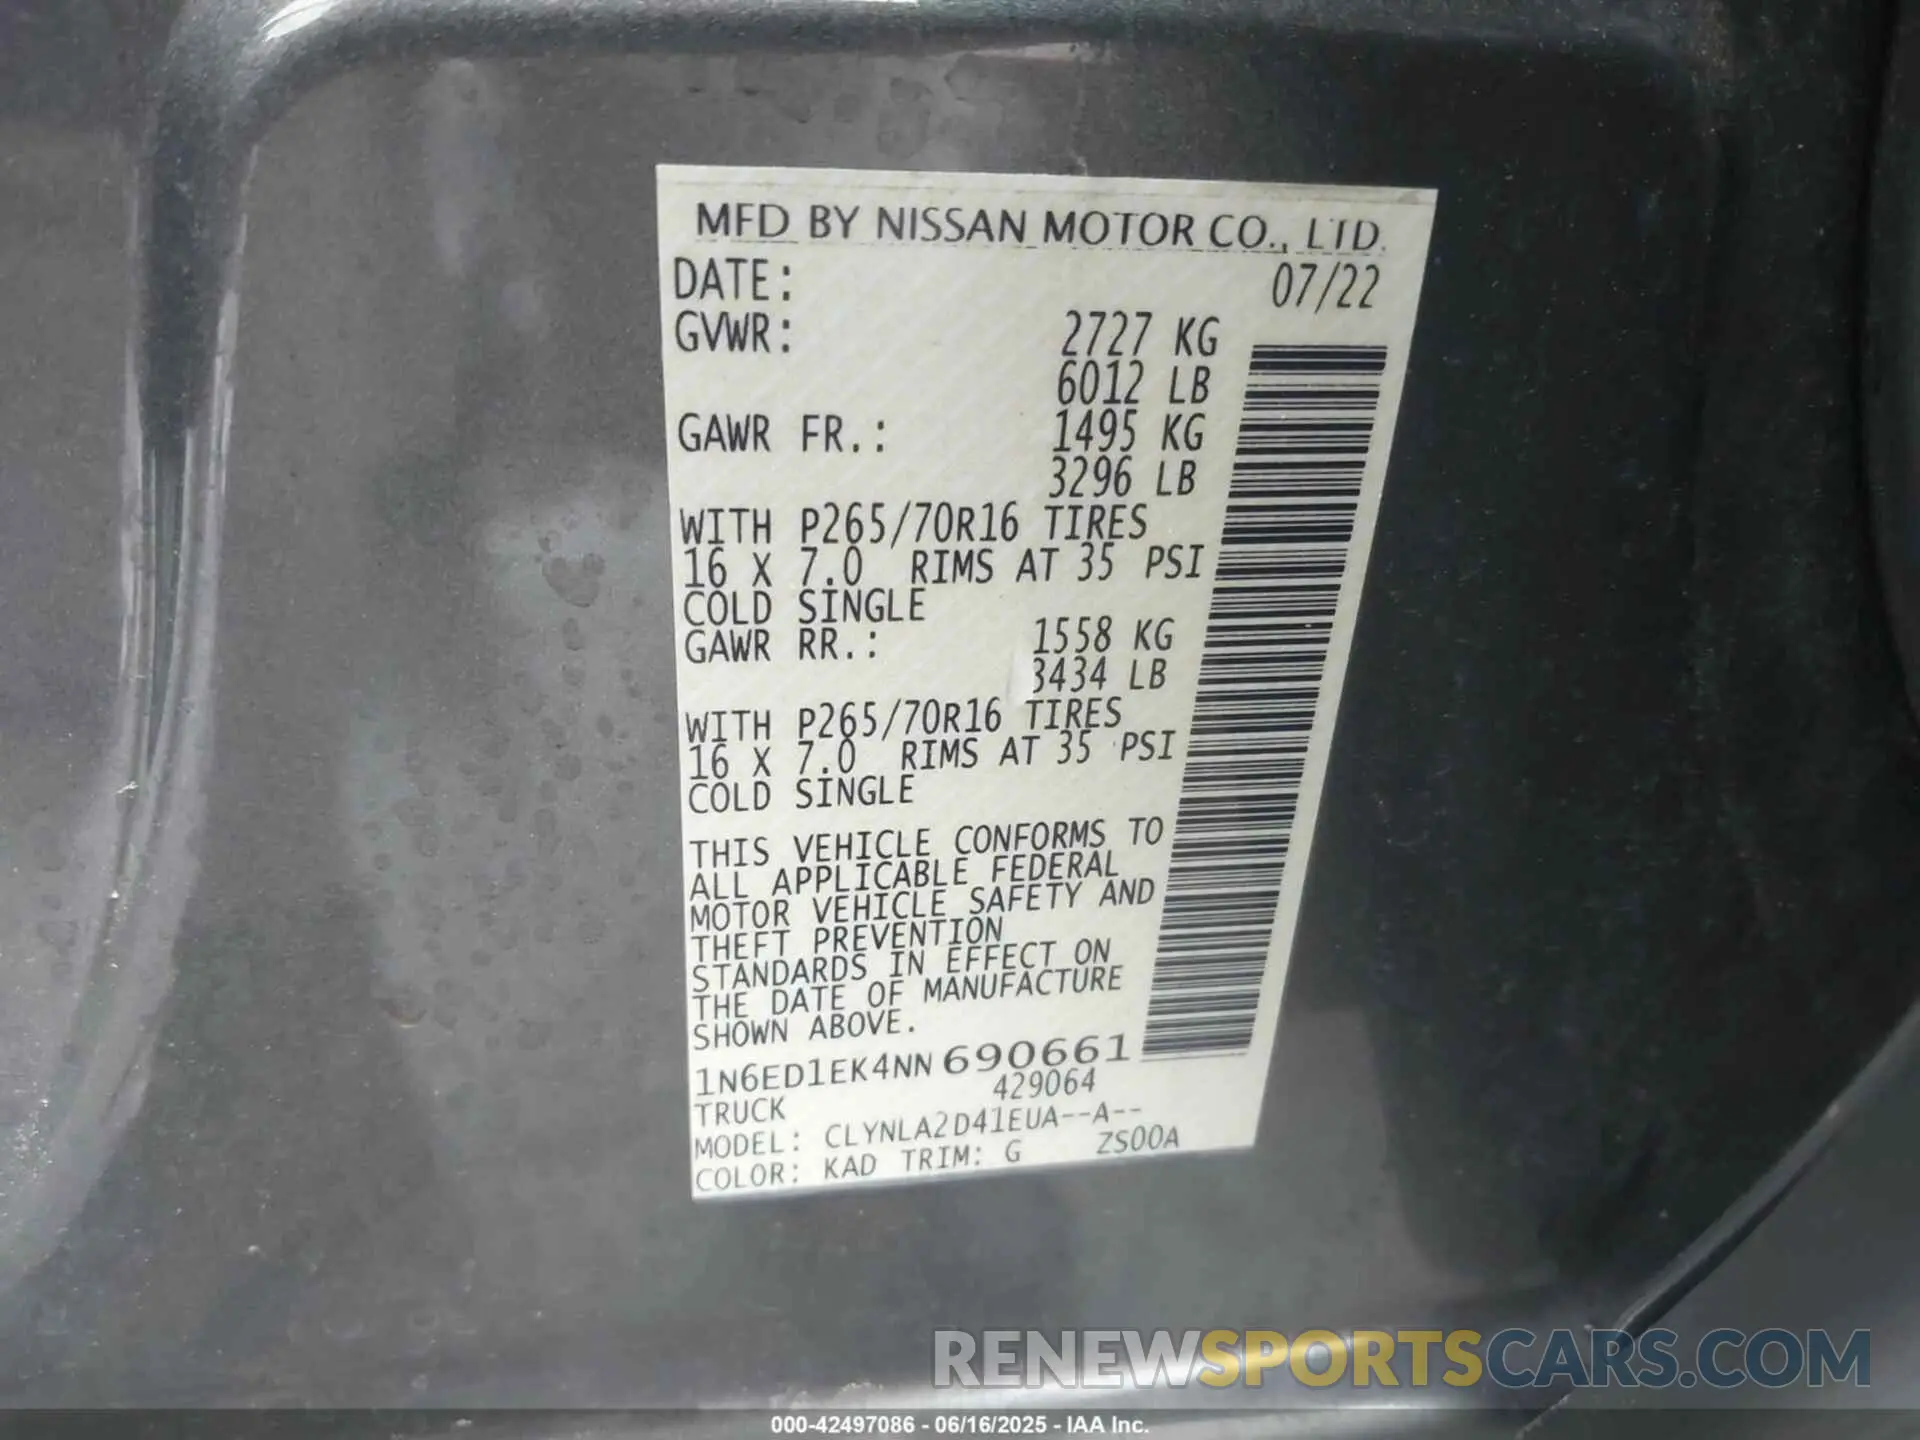 MFD BY NISSAN MOTOR CO., LTD.
DATE: 07/22
GVWR: 2727 KG
6012 LB
GAWR FR.: 1495 KG
3296 LB
WITH P265/70R16 TIRES
16 X 7.0 RIMS AT 35 PSI
COLD SINGLE
GAWR RR.: 1558 KG
3434 LB
WITH P265/70R16 TIRES
16 X 7.0 RIMS AT 35 PSI
COLD SINGLE
THIS VEHICLE CONFORMS TO
ALL APPLICABLE FEDERAL
MOTOR VEHICLE SAFETY AND
THEFT PREVENTION
STANDARDS IN EFFECT ON
THE DATE OF MANUFACTURE
SHOWN ABOVE.
1N6ED1EK4NN690661
429064
TRUCK
MODEL: CLYNLA2D41EUA--A--
COLOR: KAD TRIM: G ZS00A
RENEWSPORTSCARS.COM
000-42497086 - 06/16/2025 - IAA Inc.